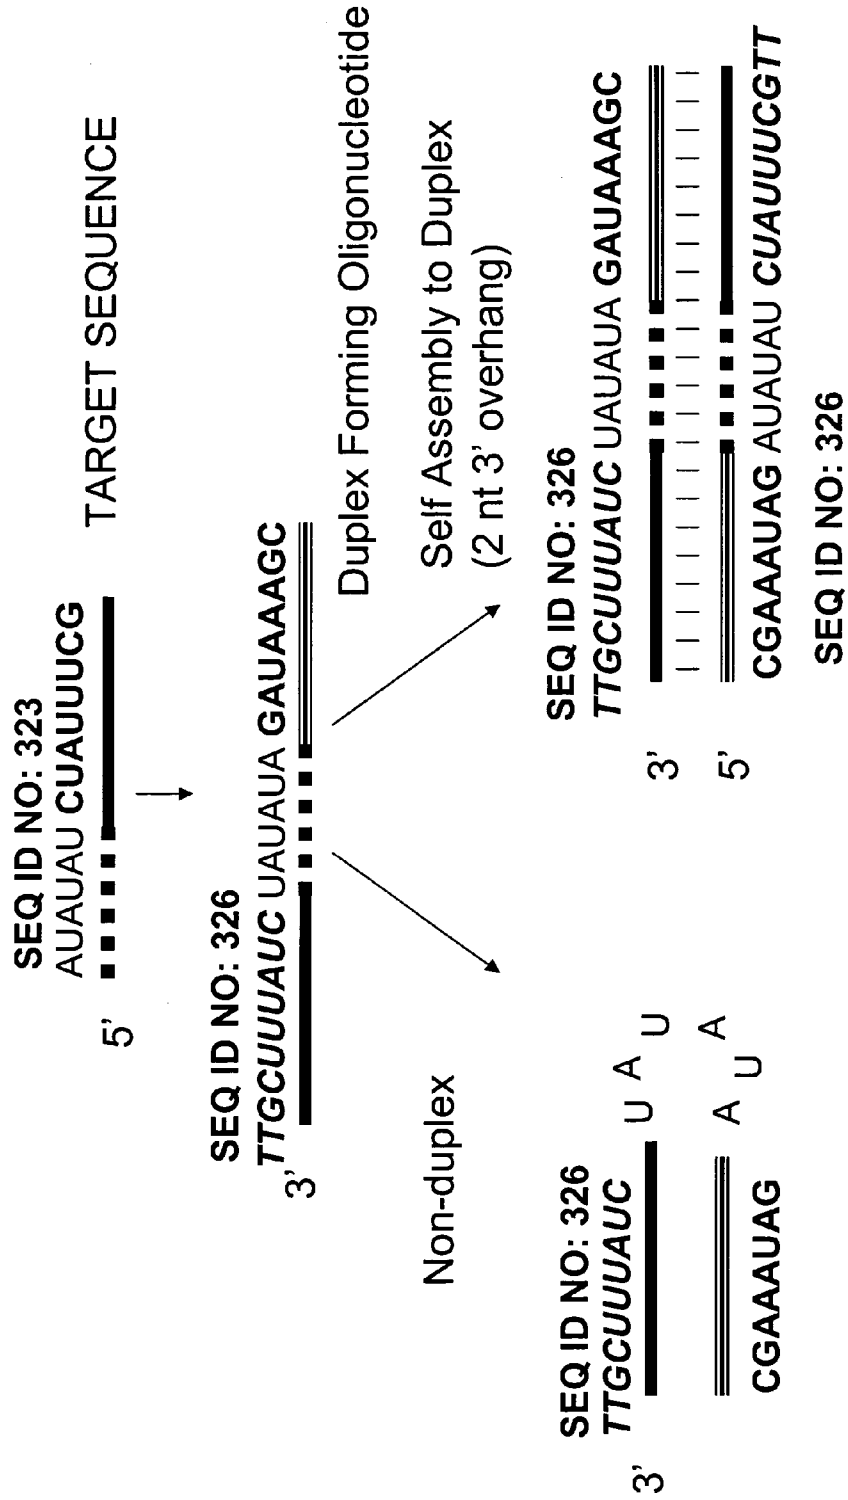 SEQ ID NO: 323
AUAUAU CUAUUUCG
5'
TARGET SEQUENCE
SEQ ID NO: 326
TTGCUUUAUC UAUAUA GAUAAAGC
3'
Duplex Forming Oligonucleotide
Non-duplex
Self Assembly to Duplex
(2 nt 3' overhang)
SEQ ID NO: 326
TTGCUUUAUC
3'
U A U
A U A
CGAAAUAG
SEQ ID NO: 326
TTGCUUUAUC UAUAUA GAUAAAGC
3'
5'
CGAAAUAG AUAUAU CUAUUUCGTT
SEQ ID NO: 326